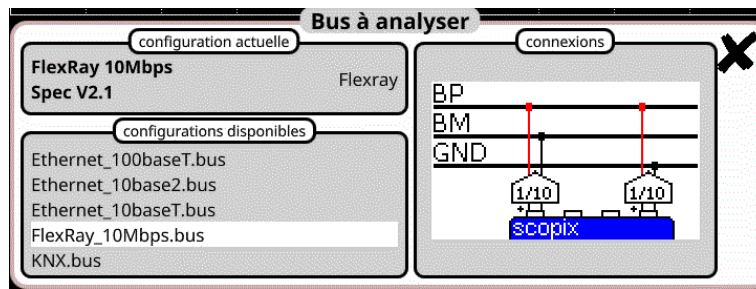 Bus à analyser
configuration actuelle
FlexRay 10Mbps
Spec V2.1
Flexray
configurations disponibles
Ethernet_100baseT.bus
Ethernet_10base2.bus
Ethernet_10baseT.bus
FlexRay_10Mbps.bus
KNX.bus
connexions
BP
BM
GND
1/10 1/10
+ - + -
scopix